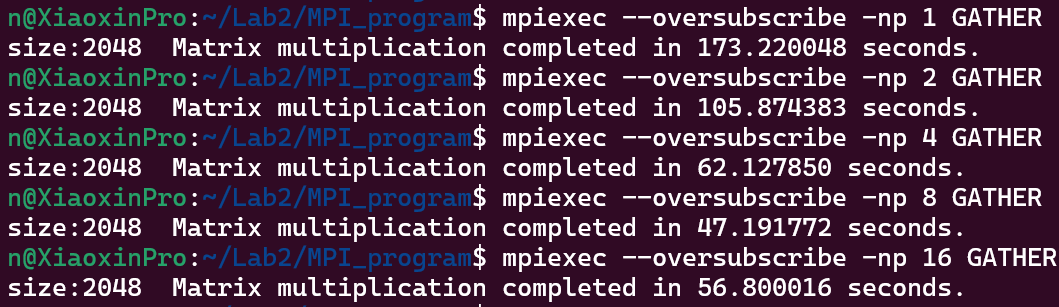 n@XiaoxinPro:~/Lab2/MPI_program$ mpiexec --oversubscribe -np 1 GATHER
size:2048  Matrix multiplication completed in 173.220048 seconds.
n@XiaoxinPro:~/Lab2/MPI_program$ mpiexec --oversubscribe -np 2 GATHER
size:2048  Matrix multiplication completed in 105.874383 seconds.
n@XiaoxinPro:~/Lab2/MPI_program$ mpiexec --oversubscribe -np 4 GATHER
size:2048  Matrix multiplication completed in 62.127850 seconds.
n@XiaoxinPro:~/Lab2/MPI_program$ mpiexec --oversubscribe -np 8 GATHER
size:2048  Matrix multiplication completed in 47.191772 seconds.
n@XiaoxinPro:~/Lab2/MPI_program$ mpiexec --oversubscribe -np 16 GATHER
size:2048  Matrix multiplication completed in 56.800016 seconds.